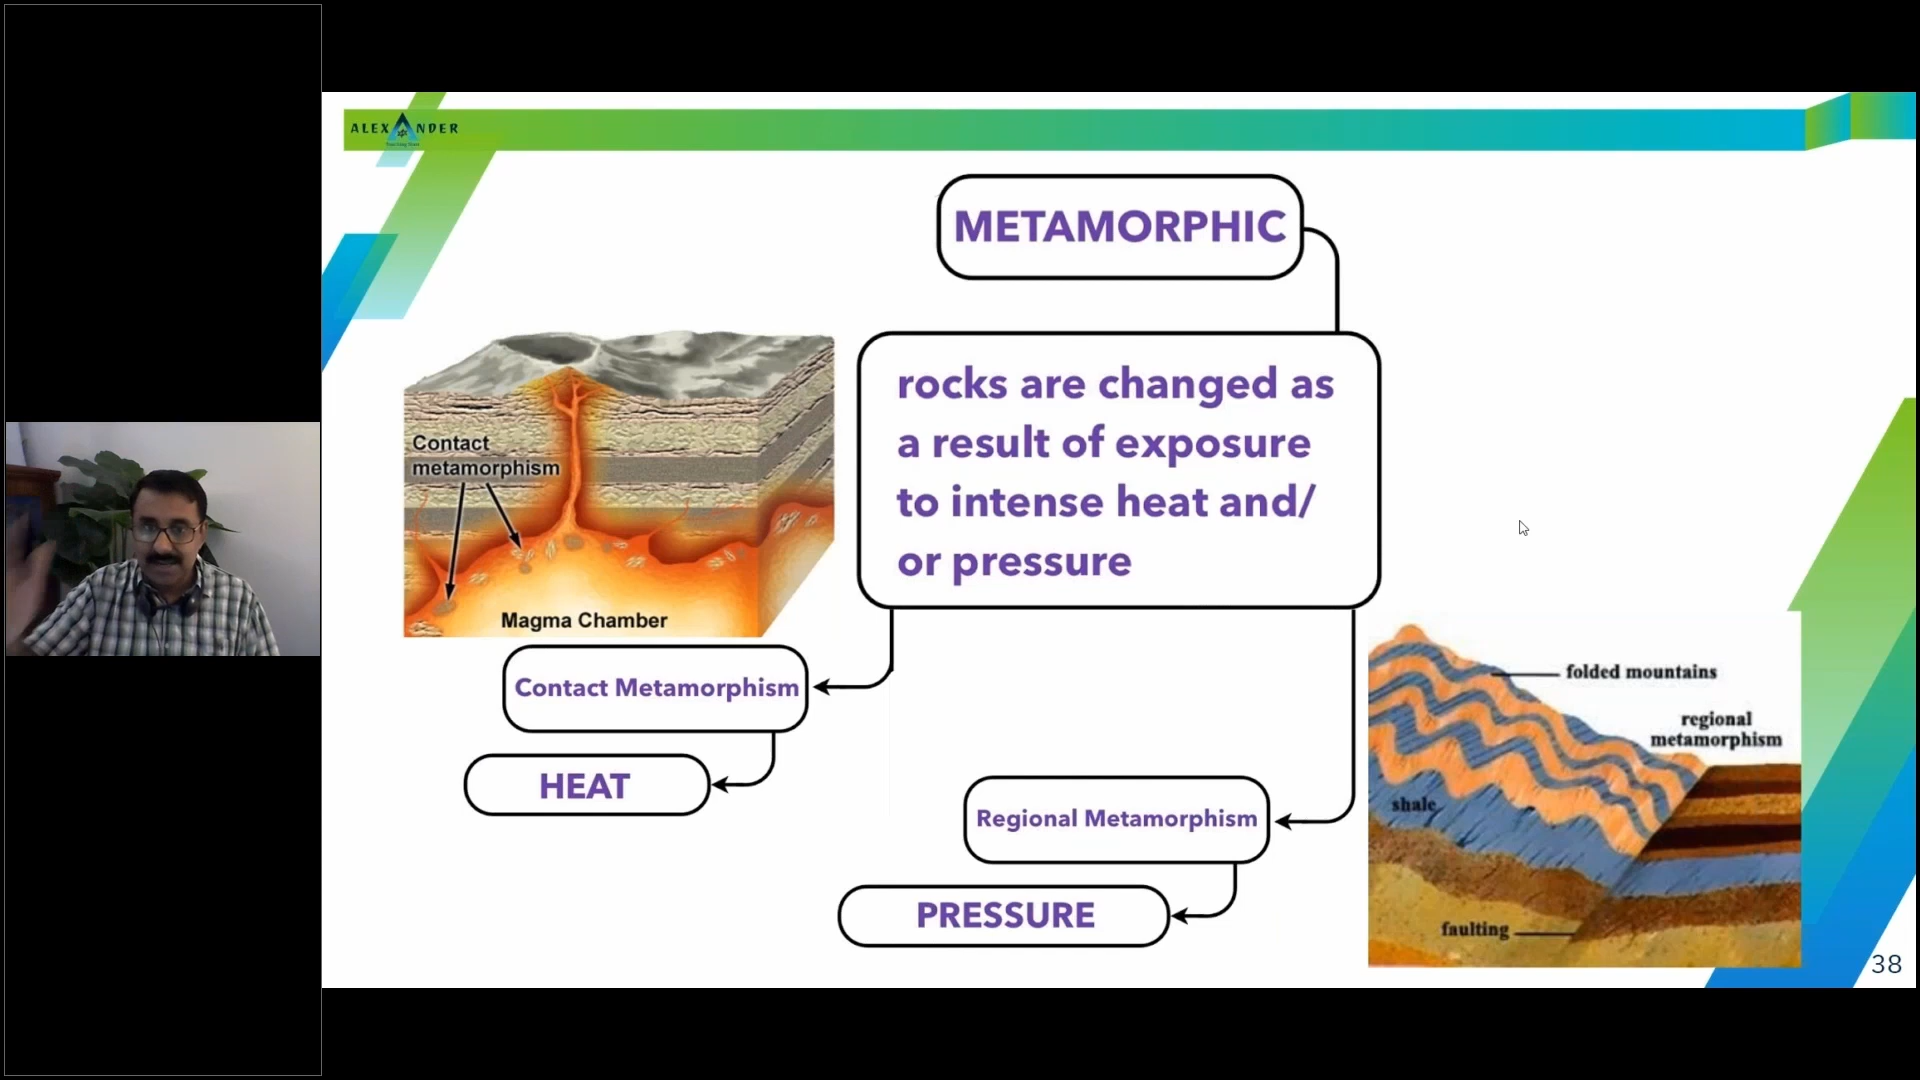 ALEXANDER
METAMORPHIC
rocks are changed as
a result of exposure
to intense heat and/
or pressure
Contact
metamorphism
Magma Chamber
Contact Metamorphism
HEAT
Regional Metamorphism
PRESSURE
folded mountains
regional
metamorphism
shale
faulting
38